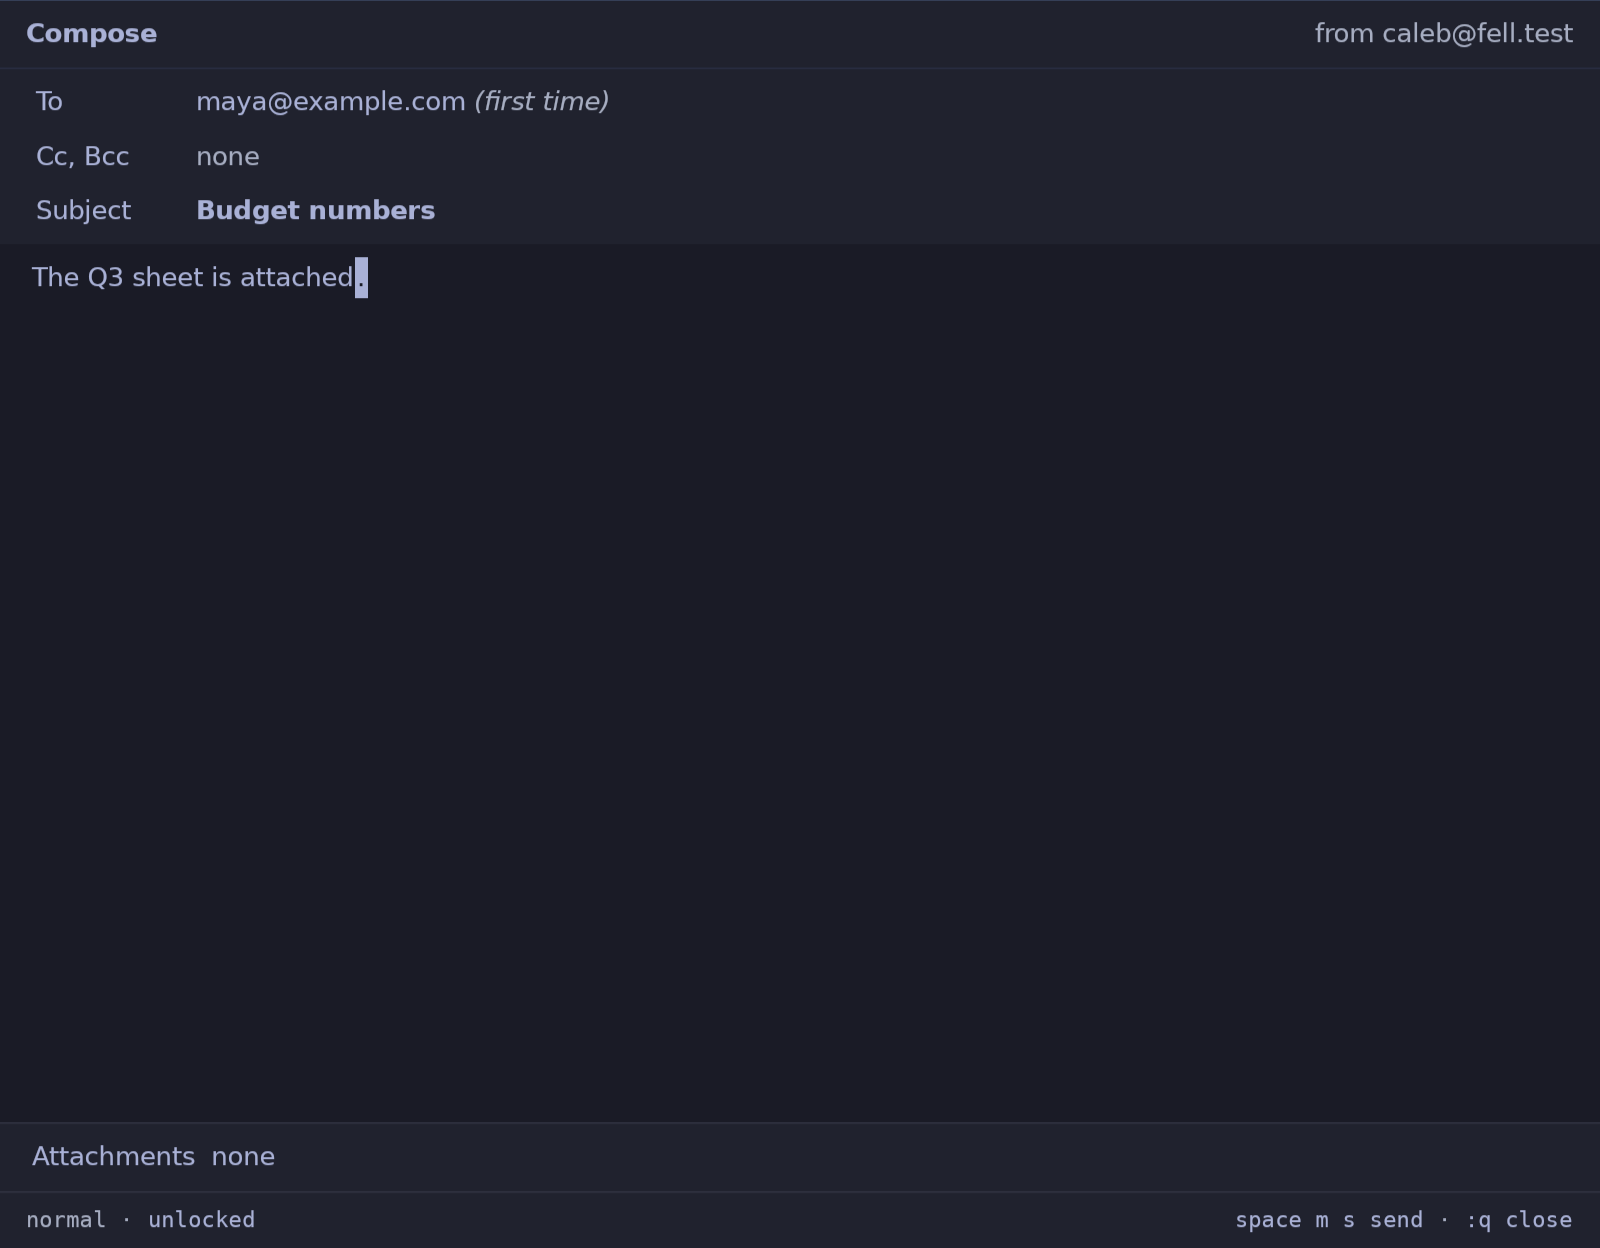 Compose from caleb@fell.test
To maya@example.com (first time)
Cc, Bcc none
Subject Budget numbers
The Q3 sheet is attached.
Attachments none
normal · unlocked space m s send · :q close